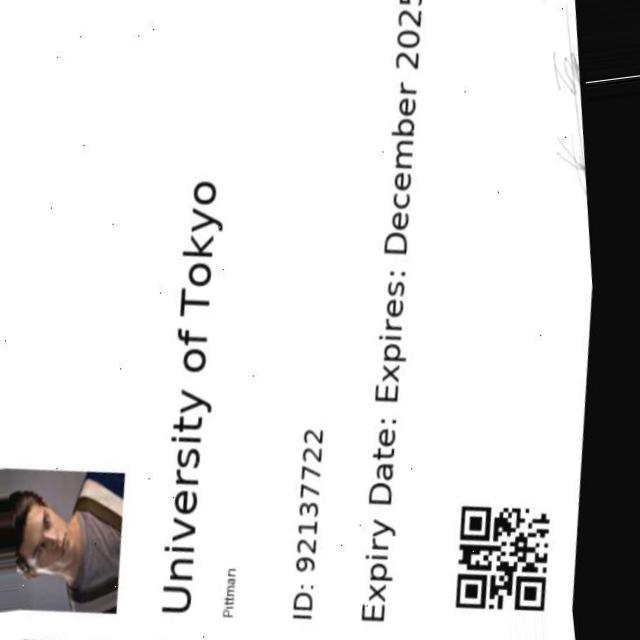 University of Tokyo
Pittman
ID: 92137722
Expiry Date: Expires: December 2025